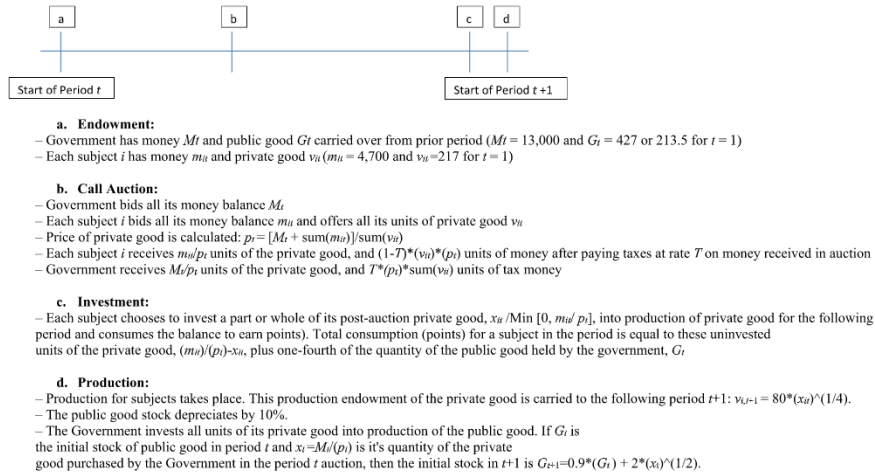 a
b
c
d
Start of Period t
Start of Period t +1
a. Endowment:
– Government has money Mt and public good Gt carried over from prior period (Mt = 13,000 and Gt = 427 or 213.5 for t = 1)
– Each subject i has money mit and private good vit (mit = 4,700 and vit =217 for t = 1)
b. Call Auction:
– Government bids all its money balance Mt
– Each subject i bids all its money balance mit and offers all its units of private good vit
– Price of private good is calculated: pt = [Mt + sum(mit)]/sum(vit)
– Each subject i receives mit/pt units of the private good, and (1-T)*(vit)*(pt) units of money after paying taxes at rate T on money received in auction
– Government receives Mt/pt units of the private good, and T*(pt)*sum(vit) units of tax money
c. Investment:
– Each subject chooses to invest a part or whole of its post-auction private good, xit /Min [0, mit/ pt], into production of private good for the following
period and consumes the balance to earn points). Total consumption (points) for a subject in the period is equal to these uninvested
units of the private good, (mit)/(pt)-xit, plus one-fourth of the quantity of the public good held by the government, Gt
d. Production:
– Production for subjects takes place. This production endowment of the private good is carried to the following period t+1: vi,t+1 = 80*(xit)^(1/4).
– The public good stock depreciates by 10%.
– The Government invests all units of its private good into production of the public good. If Gt is
the initial stock of public good in period t and xt =Mt/(pt) is it's quantity of the private
good purchased by the Government in the period t auction, then the initial stock in t+1 is Gt+1=0.9*(Gt ) + 2*(xt)^(1/2).